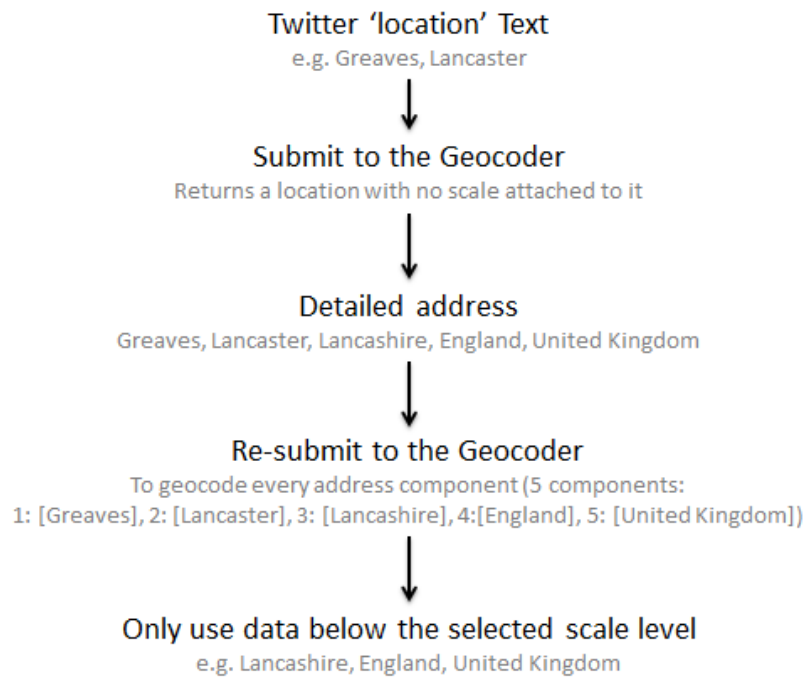 Twitter ‘location’ Text
e.g. Greaves, Lancaster
Submit to the Geocoder
Returns a location with no scale attached to it
Detailed address
Greaves, Lancaster, Lancashire, England, United Kingdom
Re-submit to the Geocoder
To geocode every address component (5 components:
1: [Greaves], 2: [Lancaster], 3: [Lancashire], 4:[England], 5: [United Kingdom])
Only use data below the selected scale level
e.g. Lancashire, England, United Kingdom